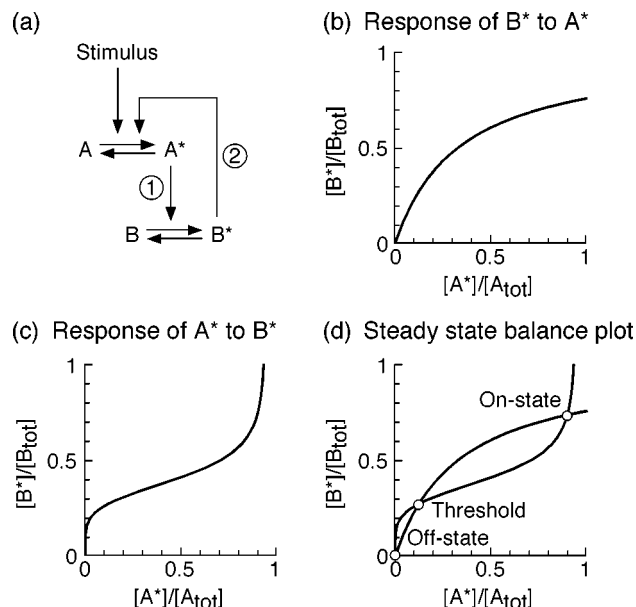 (a)
Stimulus
A
A*
①
②
B
B*
(b) Response of B* to A*
[B*]/[Btot]
1
0.5
0
0
0.5
1
[A*]/[Atot]
(c) Response of A* to B*
[B*]/[Btot]
1
0.5
0
0
0.5
1
[A*]/[Atot]
(d) Steady state balance plot
[B*]/[Btot]
1
0.5
0
On-state
Threshold
Off-state
0
0.5
1
[A*]/[Atot]